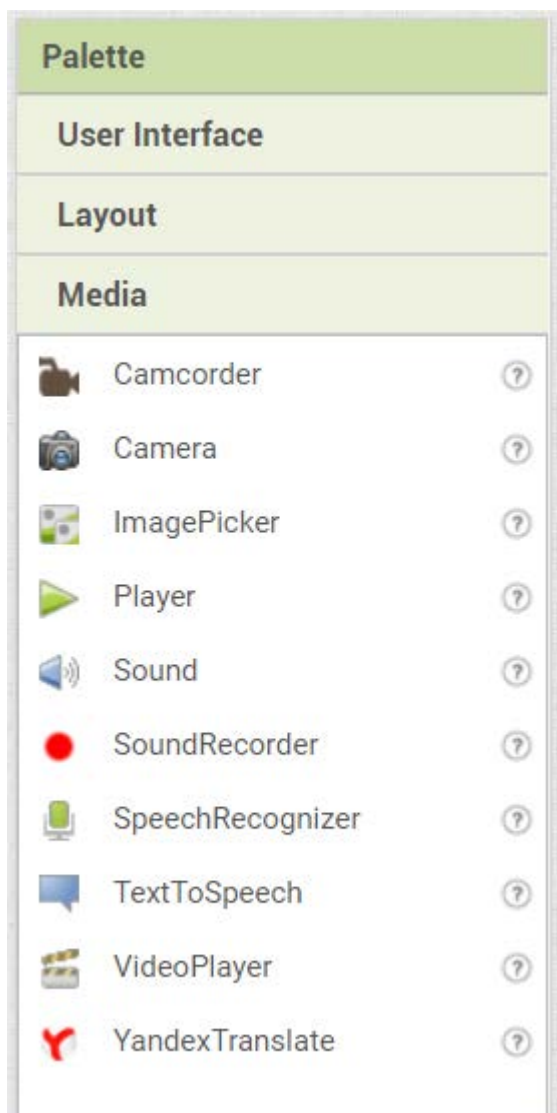 Palette
User Interface
Layout
Media
Camcorder ?
Camera ?
ImagePicker ?
Player ?
Sound ?
SoundRecorder ?
SpeechRecognizer ?
TextToSpeech ?
VideoPlayer ?
YandexTranslate ?